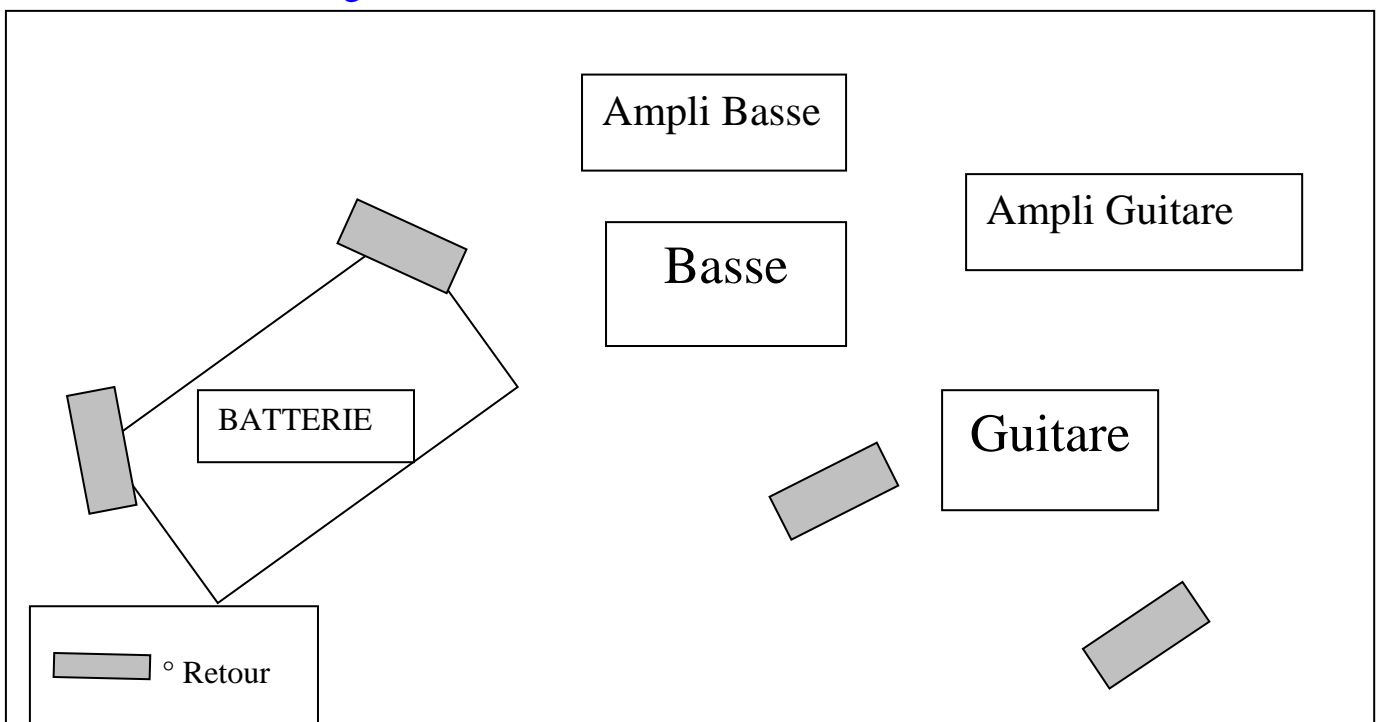 Ampli Basse
Ampli Guitare
Basse
BATTERIE
Guitare
° Retour